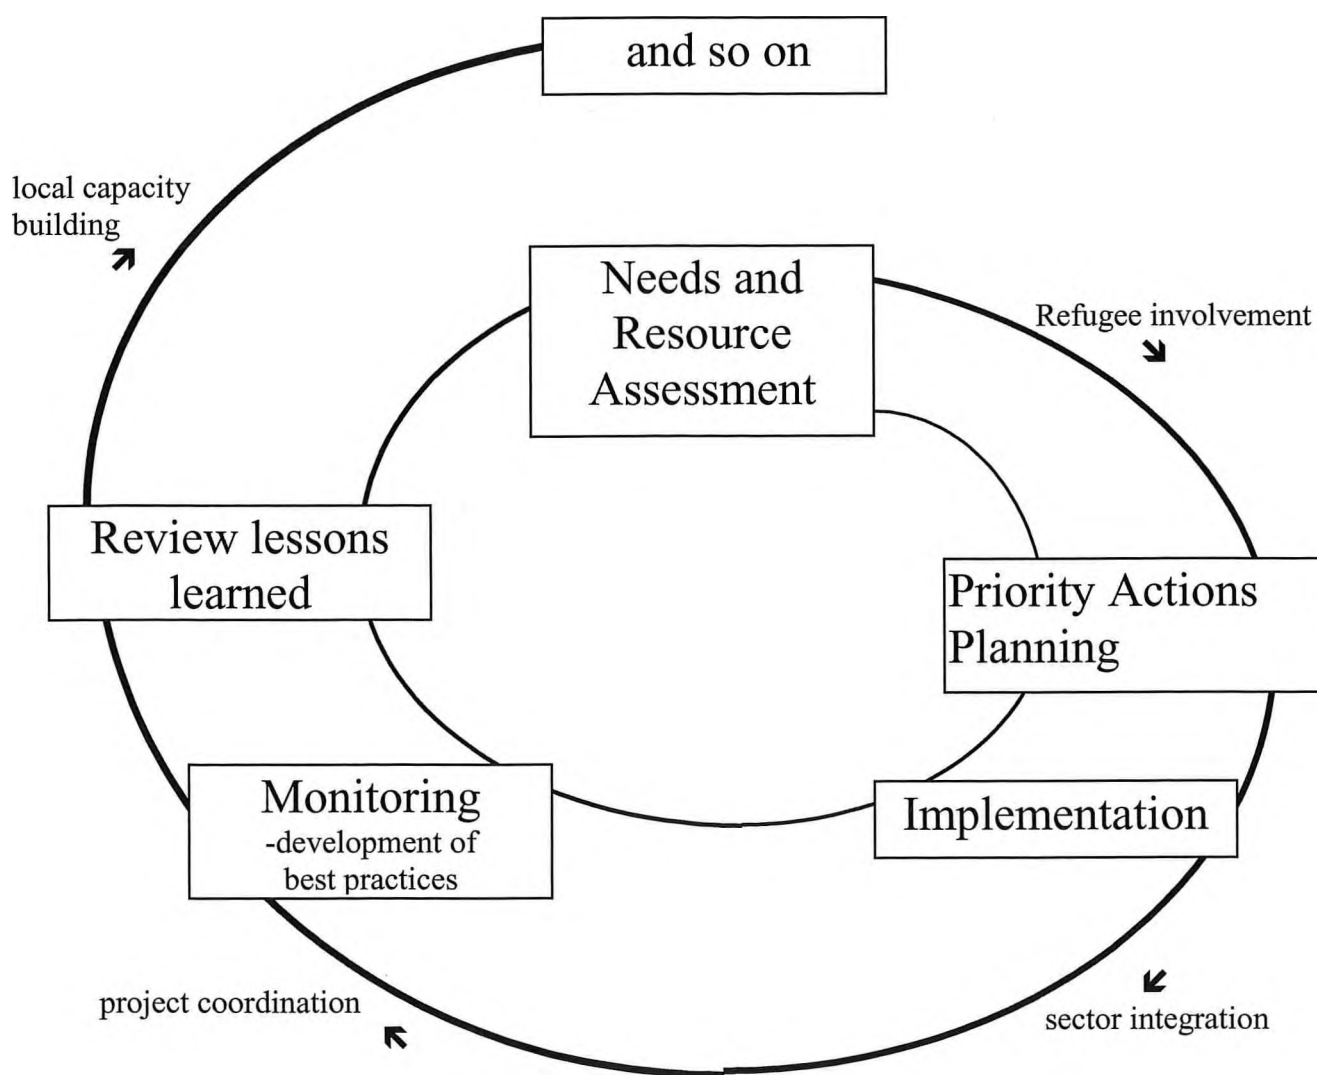 and so on
local capacity
building
Needs and
Resource
Assessment
Refugee involvement
Review lessons
learned
Priority Actions
Planning
Monitoring
-development of
best practices
Implementation
project coordination
sector integration